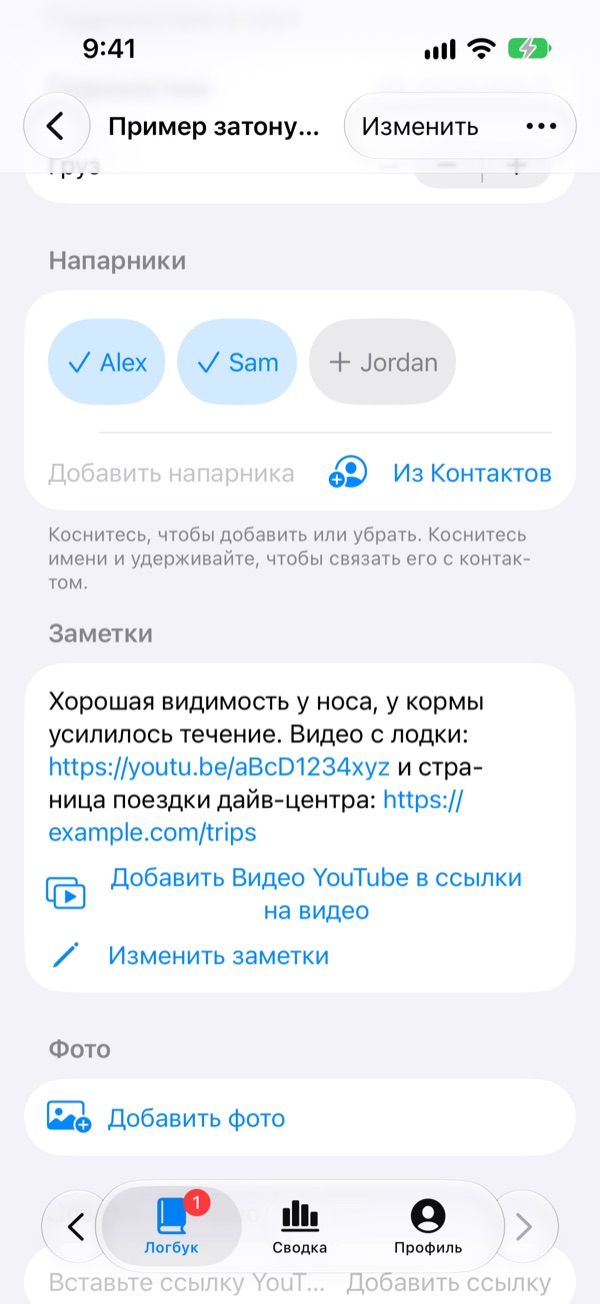 9:41
Пример затону...
Изменить
Груз
Напарники
Alex
Sam
Jordan
Добавить напарника
Из Контактов
Коснитесь, чтобы добавить или убрать. Коснитесь
имени и удерживайте, чтобы связать его с контак-
том.
Заметки
Хорошая видимость у носа, у кормы
усилилось течение. Видео с лодки:
https://youtu.be/aBcD1234xyz и стра-
ница поездки дайв-центра: https://
example.com/trips
Добавить Видео YouTube в ссылки
на видео
Изменить заметки
Фото
Добавить фото
1
Логбук
Сводка
Профиль
Вставьте ссылку YouT...
Добавить ссылку